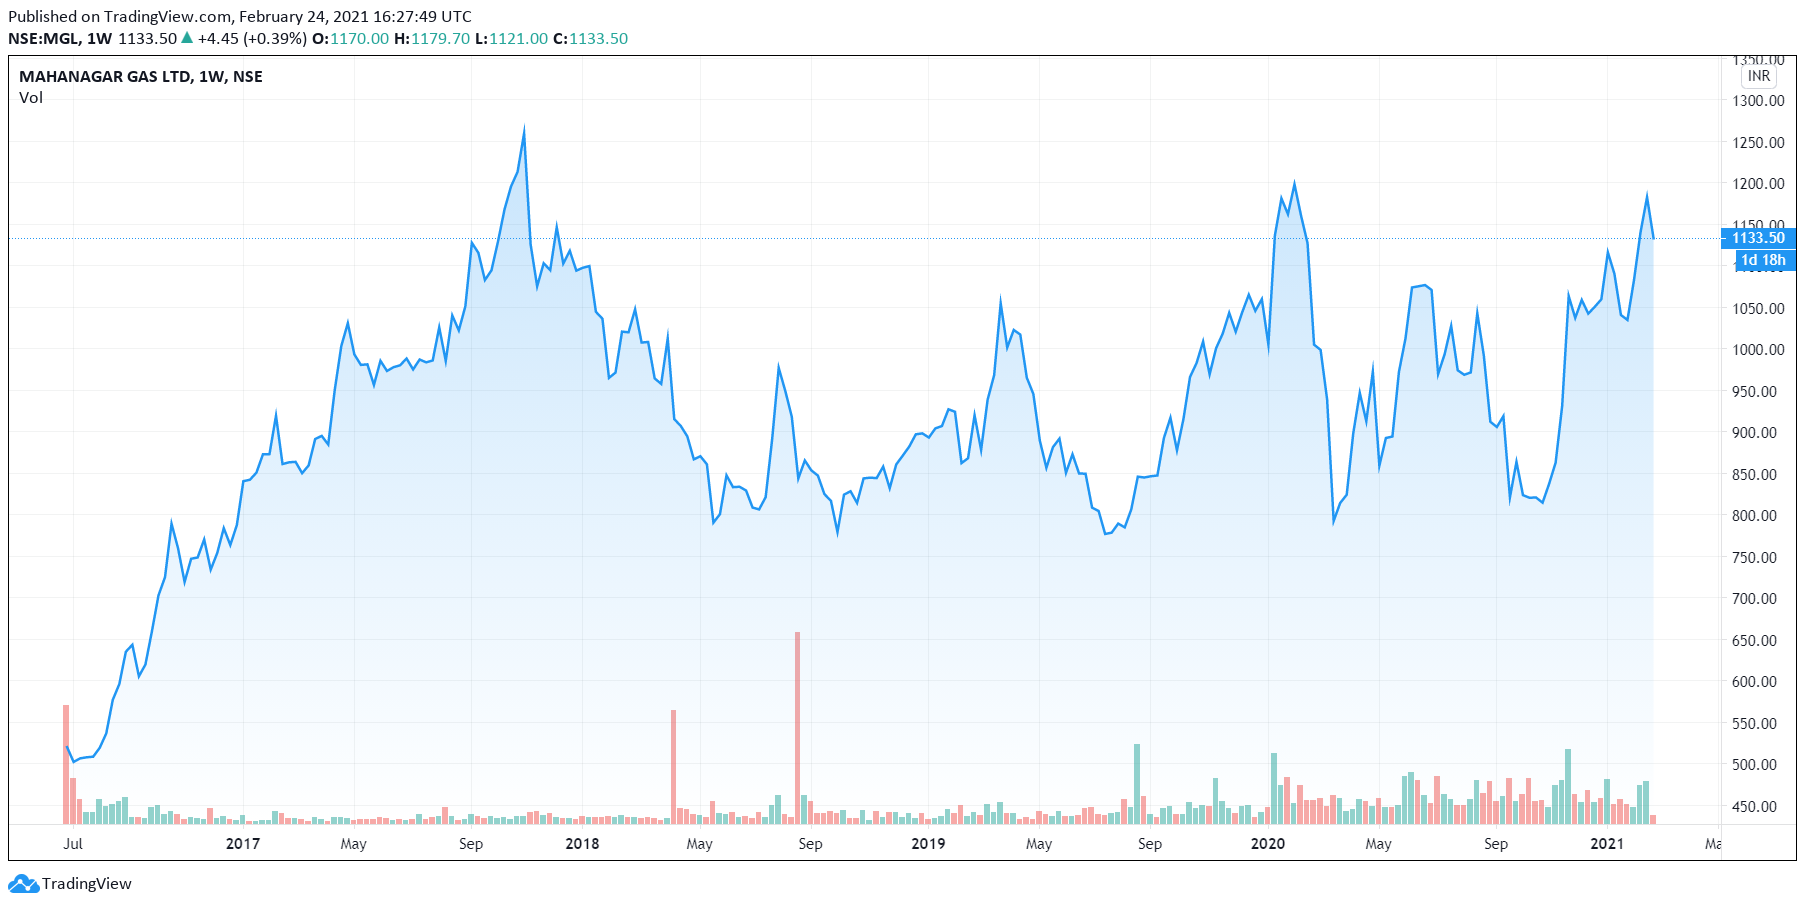 Published on TradingView.com, February 24, 2021 16:27:49 UTC
NSE:MGL, 1W 1133.50 ▲ +4.45 (+0.39%) O:1170.00 H:1179.70 L:1121.00 C:1133.50
MAHANAGAR GAS LTD, 1W, NSE
Vol
1350.00
INR
1300.00
1250.00
1200.00
1150.00
1133.50
1d 18h
1050.00
1000.00
950.00
900.00
850.00
800.00
750.00
700.00
650.00
600.00
550.00
500.00
450.00
Jul 2017 May Sep 2018 May Sep 2019 May Sep 2020 May Sep 2021
TradingView